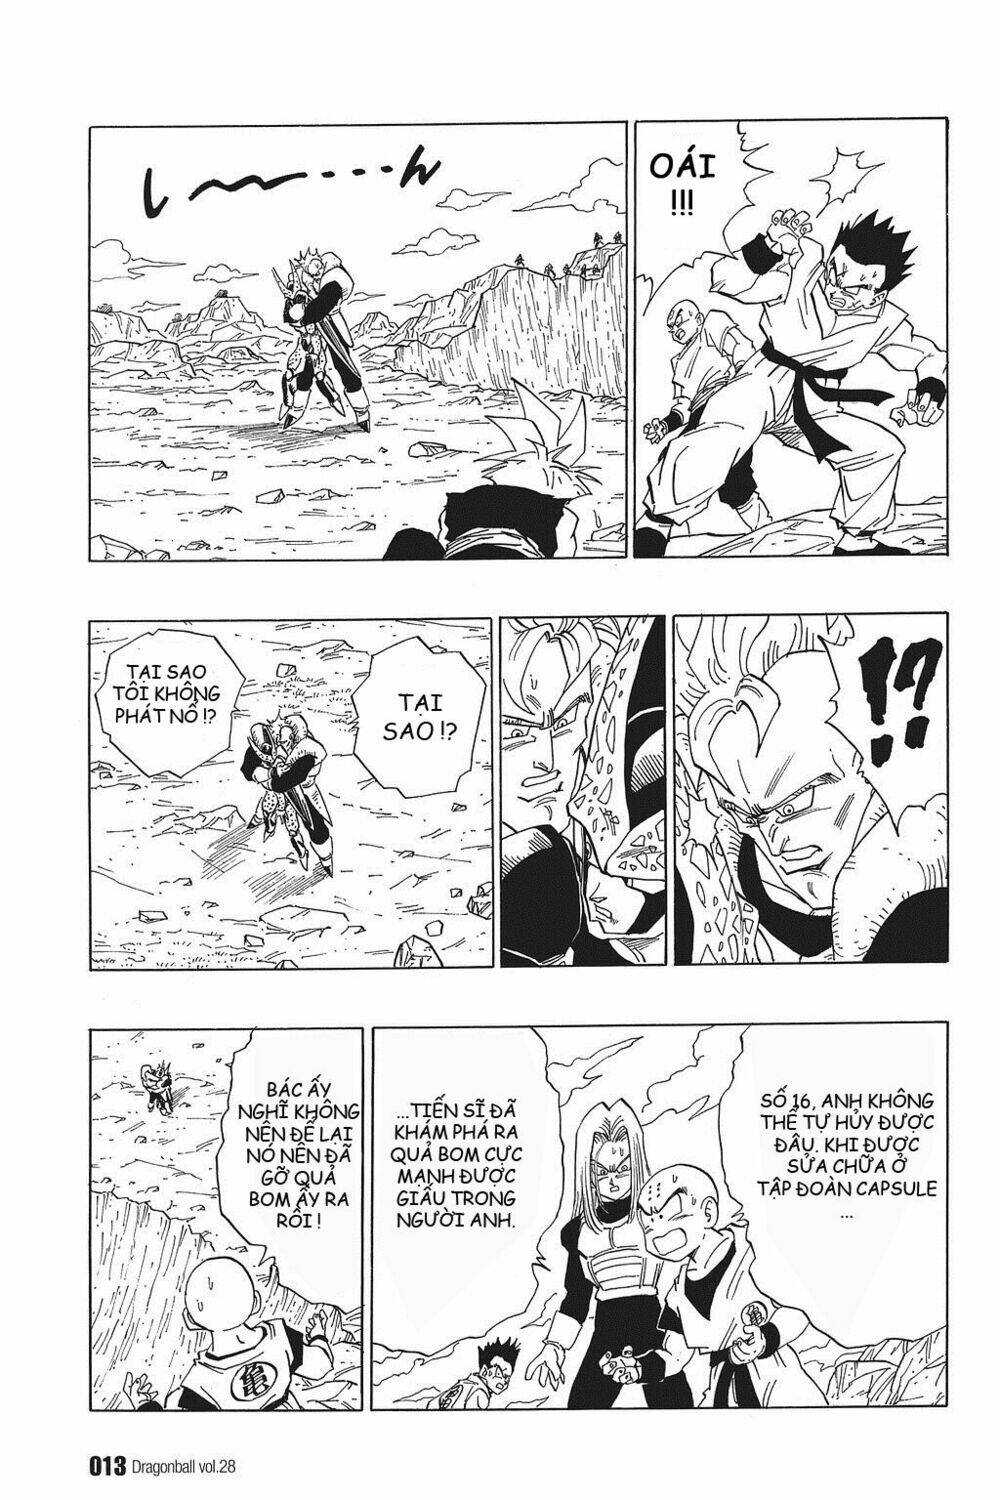 OÁI
!!!
し～～・・・・ん
!?
TẠI
SAO !?
TẠI SAO
TÔI KHÔNG
PHÁT NỔ !?
SỐ 16, ANH KHÔNG
THỂ TỰ HỦY ĐƯỢC
ĐÂU. KHI ĐƯỢC
SỬA CHỮA Ở
TẬP ĐOÀN CAPSULE
...
...TIẾN SĨ ĐÃ
KHÁM PHÁ RA
QUẢ BOM CỰC
MẠNH ĐƯỢC
GIẤU TRONG
NGƯỜI ANH.
BÁC ẤY
NGHĨ KHÔNG
NÊN ĐỂ LẠI
NÓ NÊN ĐÃ
GỠ QUẢ
BOM ẤY RA
RỒI !
亀
亀
013 Dragonball vol.28